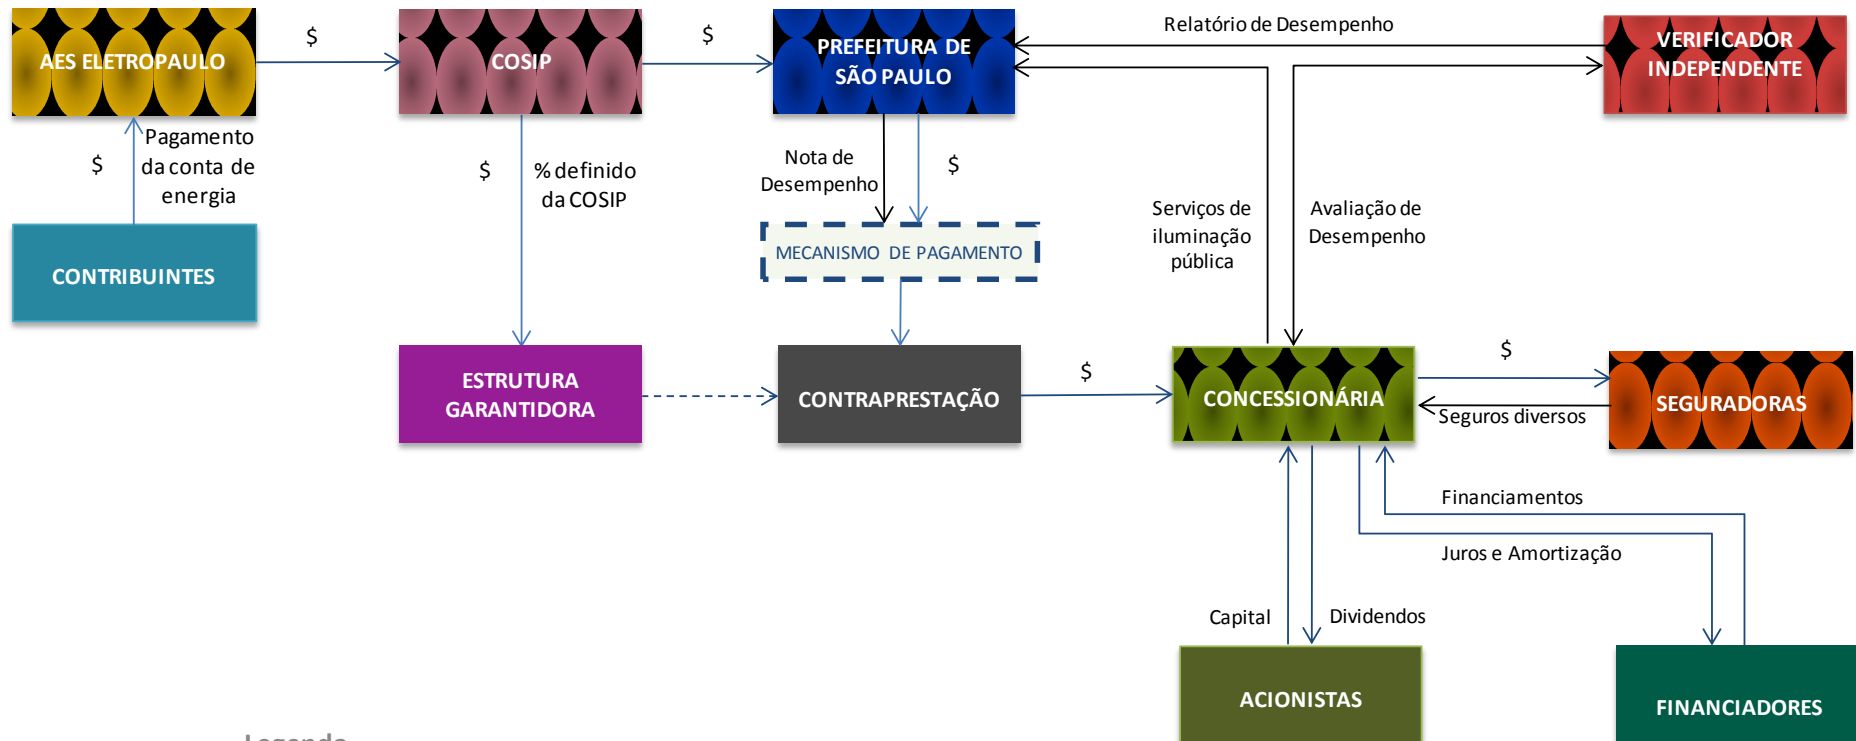 $
$
Relatório de Desempenho
AES ELETROPAULO
COSIP
PREFEITURA DE
SÃO PAULO
VERIFICADOR
INDEPENDENTE
$
Pagamento
da conta de
energia
$
% definido
da COSIP
Nota de
Desempenho
$
Serviços de
iluminação
pública
Avaliação de
Desempenho
CONTRIBUINTES
MECANISMO DE PAGAMENTO
ESTRUTURA
GARANTIDORA
CONTRAPRESTAÇÃO
$
CONCESSIONÁRIA
$
Seguros diversos
SEGURADORAS
Financiamentos
Juros e Amortização
Capital
Dividendos
ACIONISTAS
FINANCIADORES
Legenda